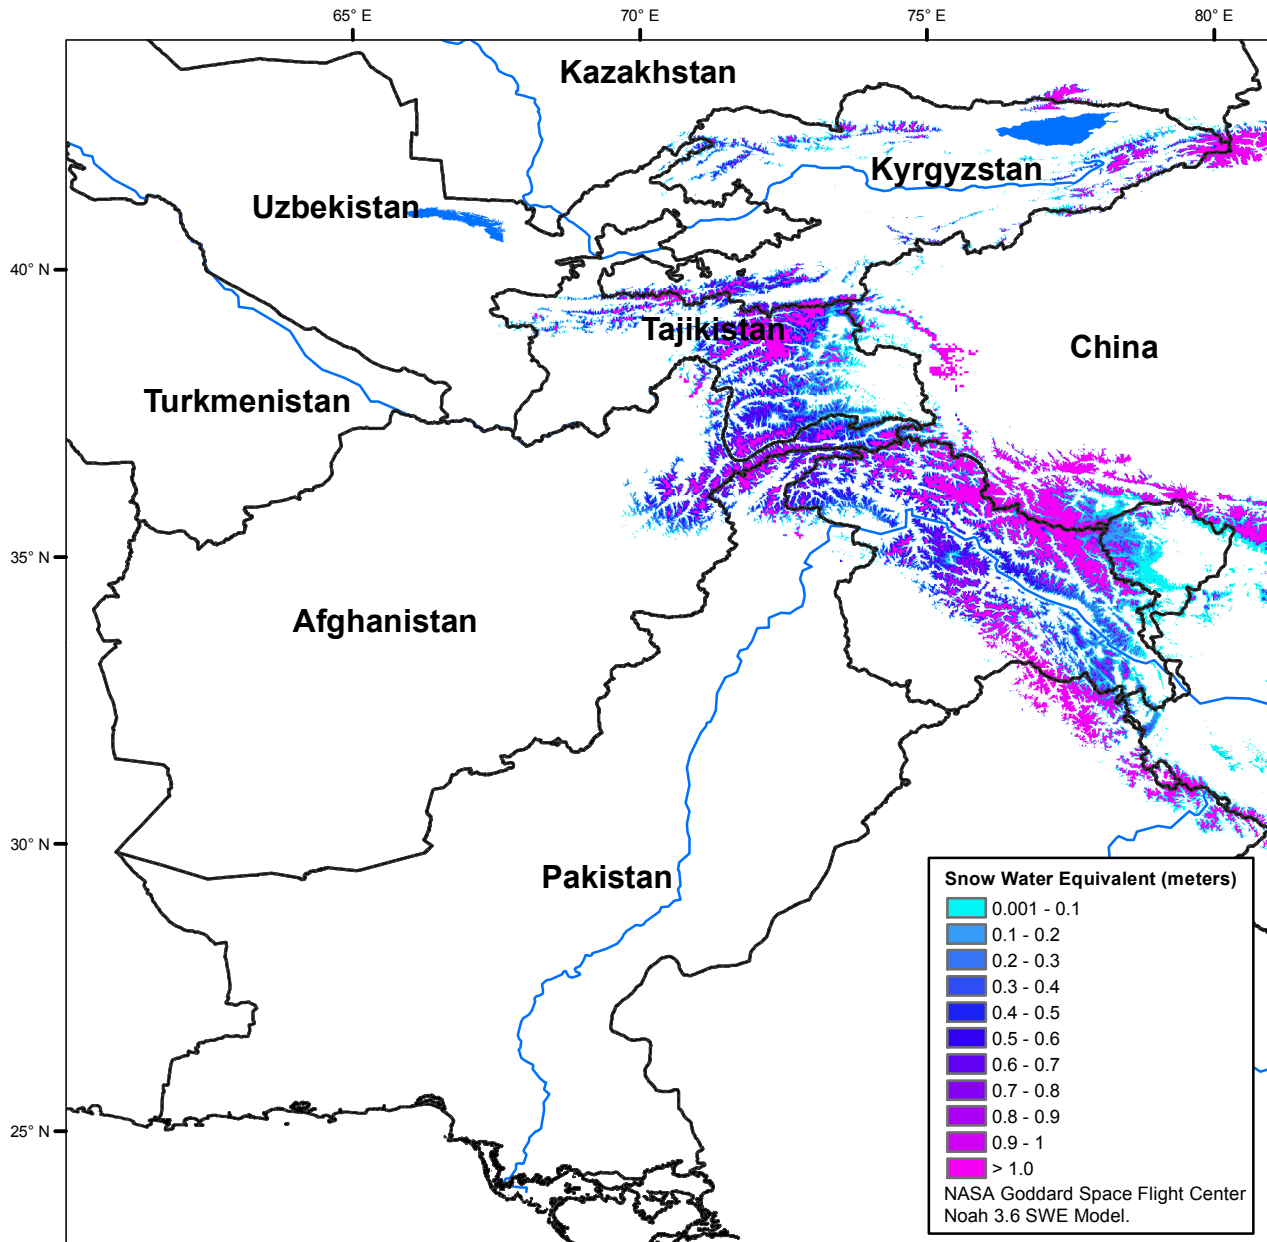 65° E
70° E
75° E
80° E
Kazakhstan
Kyrgyzstan
Uzbekistan
40° N
Tajikistan
China
Turkmenistan
35° N
Afghanistan
30° N
Pakistan
25° N
Snow Water Equivalent (meters)
0.001 - 0.1
0.1 - 0.2
0.2 - 0.3
0.3 - 0.4
0.4 - 0.5
0.5 - 0.6
0.6 - 0.7
0.7 - 0.8
0.8 - 0.9
0.9 - 1
> 1.0
NASA Goddard Space Flight Center
Noah 3.6 SWE Model.